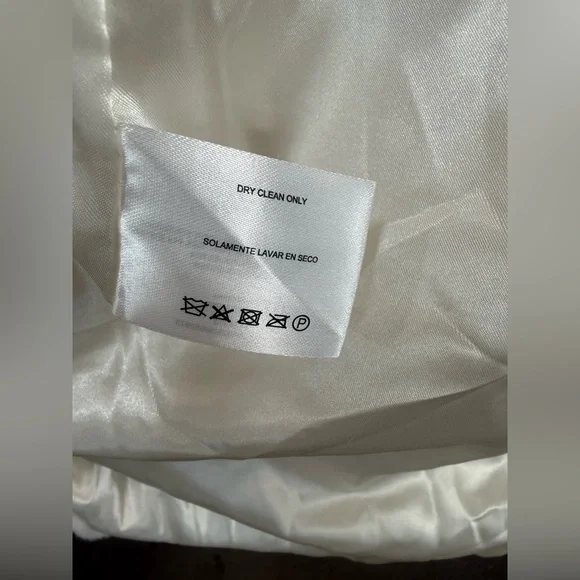 DRY CLEAN ONLY
SOLAMENTE LAVAR EN SECO
P